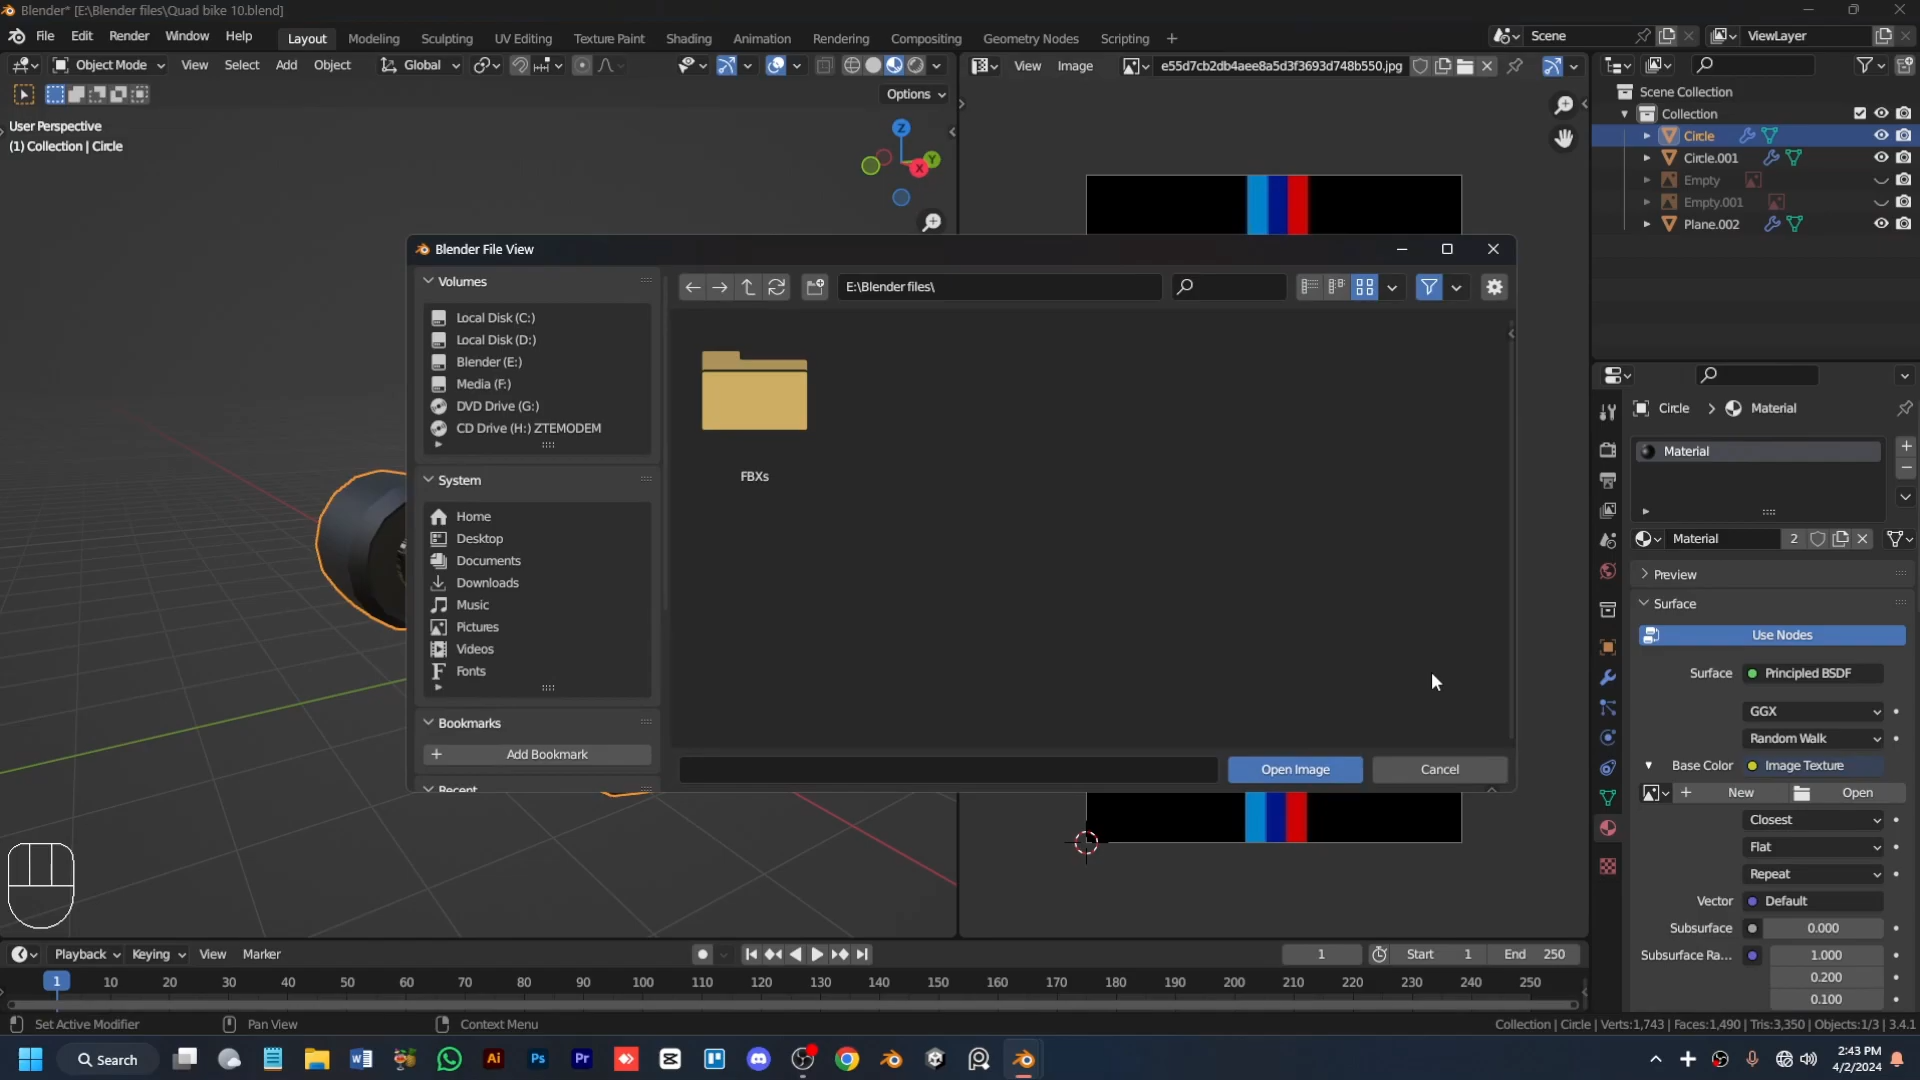 Blender* [E:\Blender files\Quad bike 10.blend]
File Edit Render Window Help Layout Modeling Sculpting UV Editing Texture Paint Shading Animation Rendering Compositing Geometry Nodes Scripting + Scene ViewLayer
Object Mode View Select Add Object Global View Image e55d7cb2db4aee8a5d3f3693d748b550.jpg
Options
User Perspective
(1) Collection | Circle
Z
Y
X
Scene Collection
Collection
Circle
Circle.001
Empty
Empty.001
Plane.002
Blender File View
Volumes
Local Disk (C:)
Local Disk (D:)
Blender (E:)
Media (F:)
DVD Drive (G:)
CD Drive (H:) ZTEMODEM
System
Home
Desktop
Documents
Downloads
Music
Pictures
Videos
Fonts
Bookmarks
Add Bookmark
Recent
E:\Blender files\
FBXs
Open Image Cancel
Circle > Material
Material
Material 2
Preview
Surface
Use Nodes
Surface Principled BSDF
GGX
Random Walk
Base Color Image Texture
New Open
Closest
Flat
Repeat
Vector Default
Subsurface 0.000
Subsurface Ra... 1.000
0.200
0.100
Playback Keying View Marker 1 Start 1 End 250
1 10 20 30 40 50 60 70 80 90 100 110 120 130 140 150 160 170 180 190 200 210 220 230 240 250
Set Active Modifier Pan View Context Menu Collection | Circle | Verts:1,743 | Faces:1,490 | Tris:3,350 | Objects:1/3 | 3.4.1
Search Ai Ps Pr 2:43 PM
4/2/2024